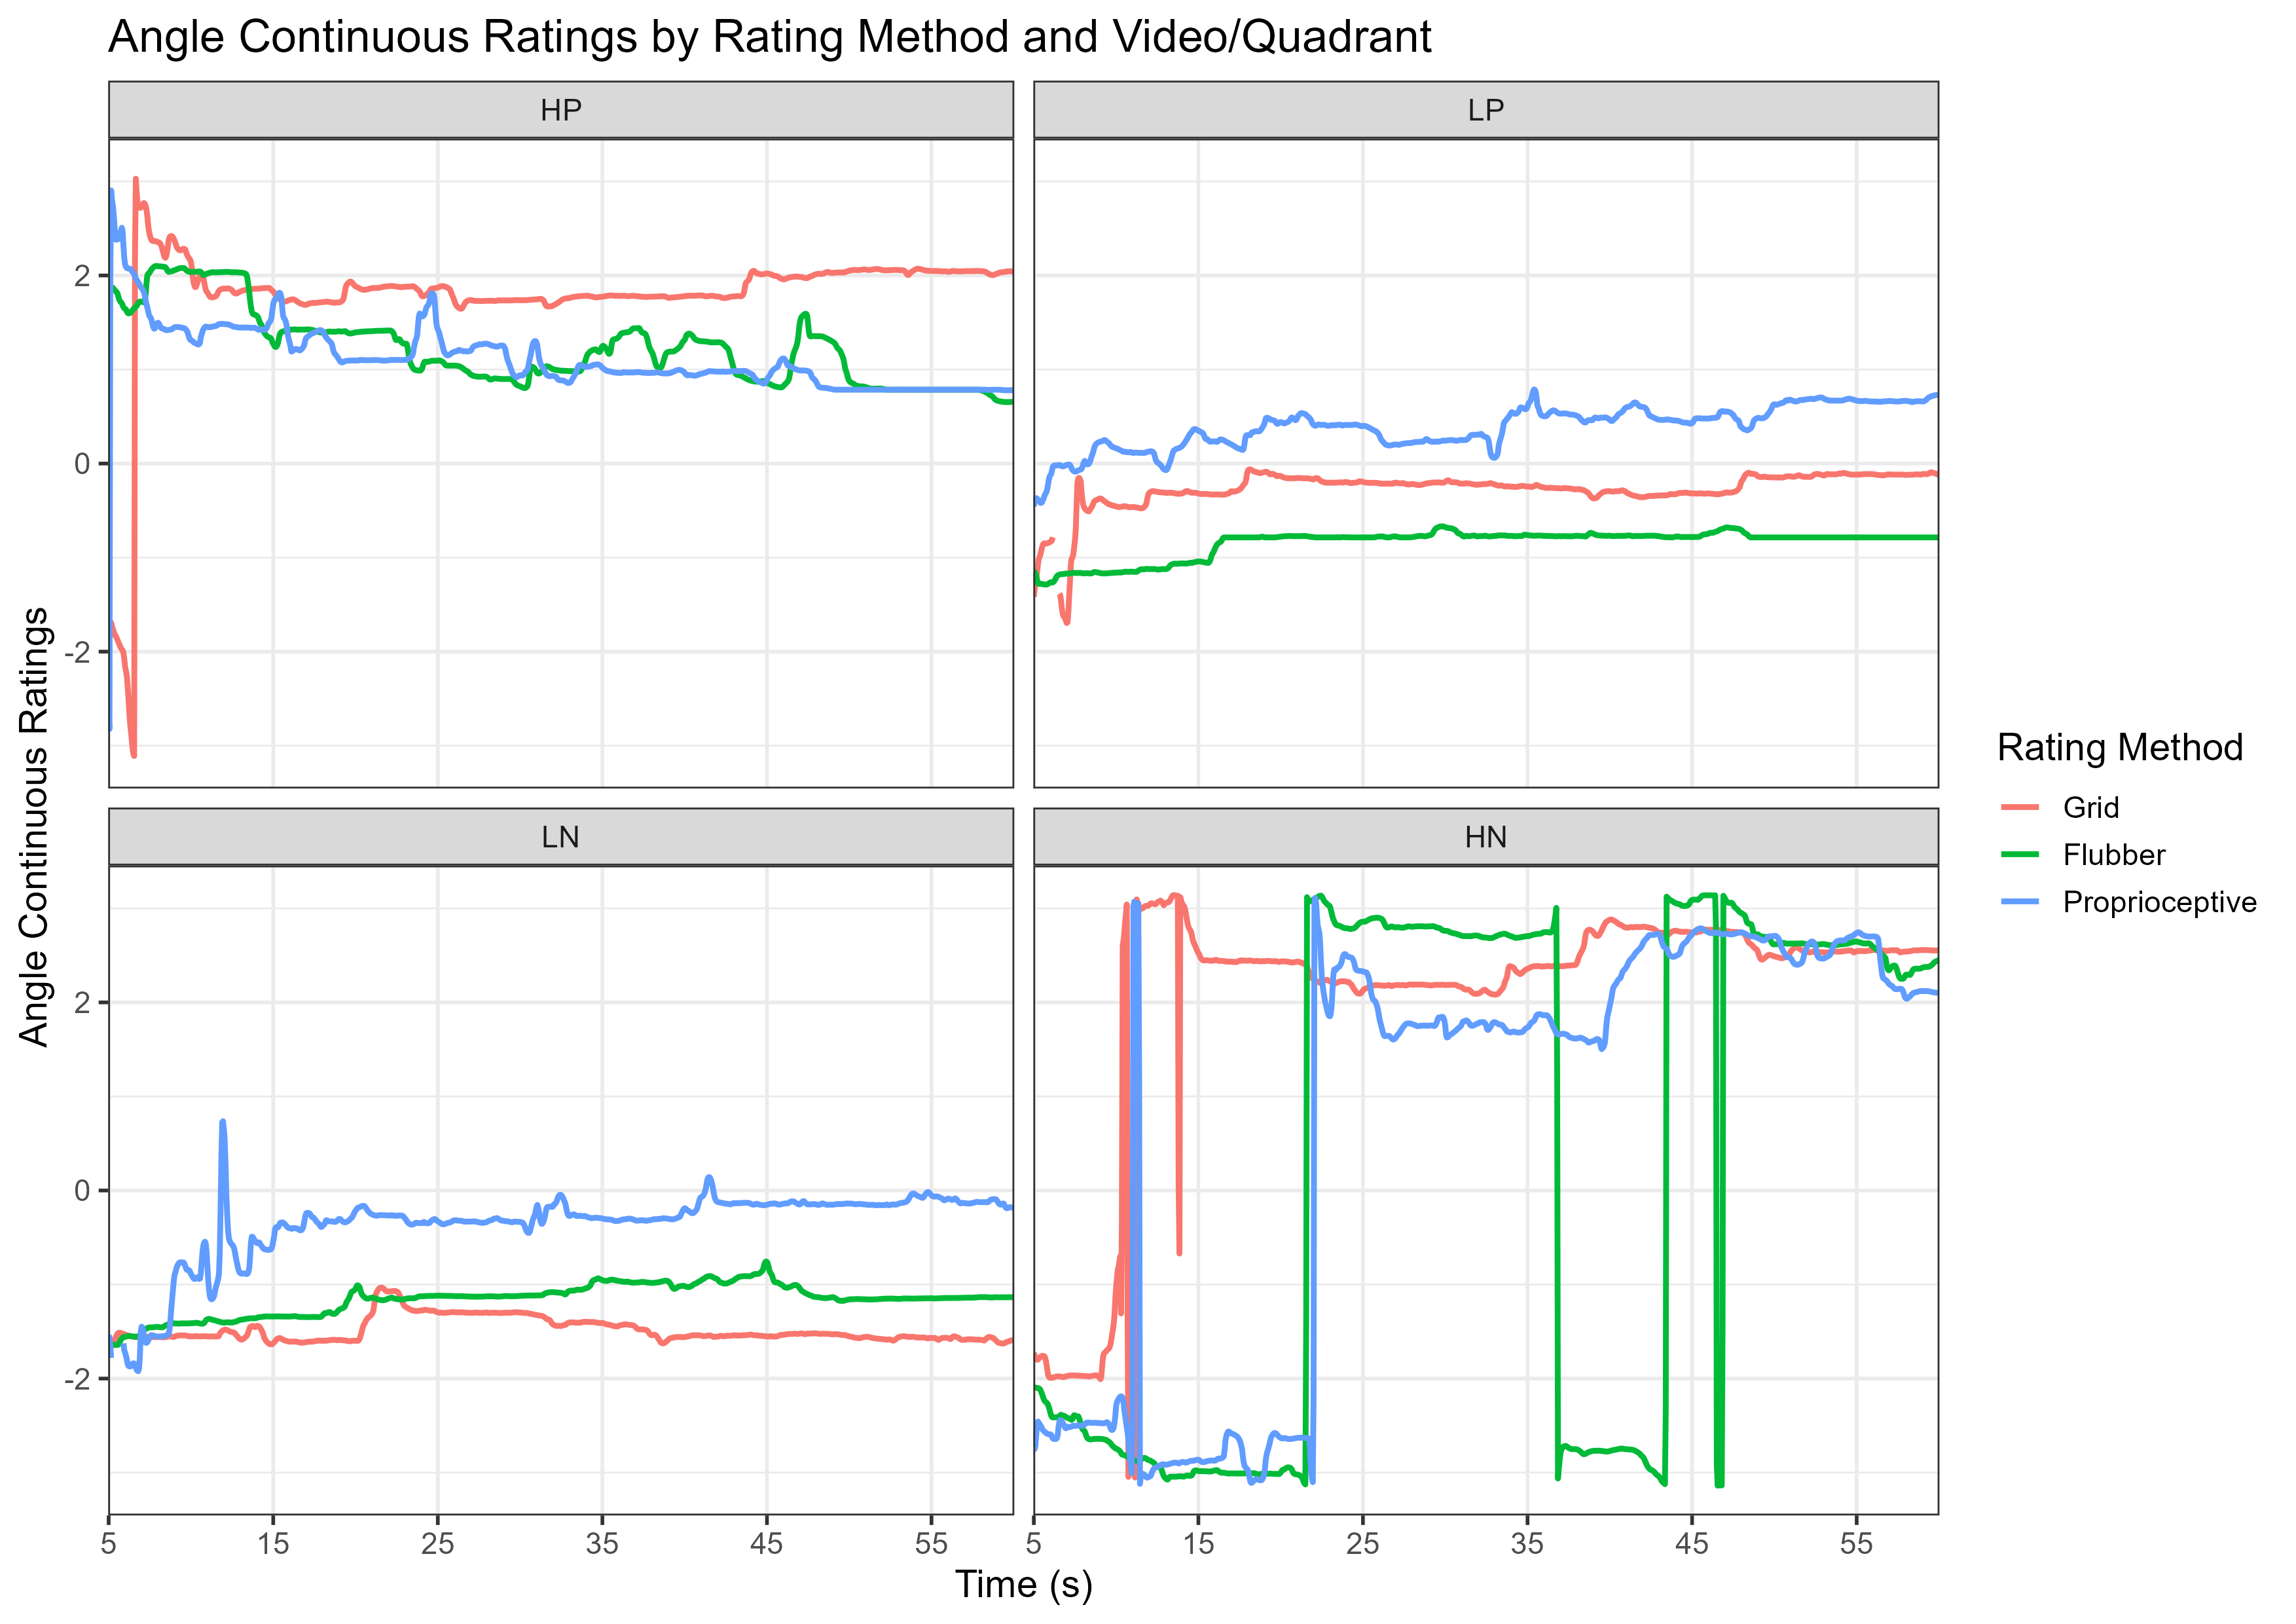 Angle Continuous Ratings by Rating Method and Video/Quadrant
HP
LP
2
0
-2
LN
HN
2
0
-2
5 15 25 35 45 55 5 15 25 35 45 55
Time (s)
Angle Continuous Ratings
Rating Method
Grid
Flubber
Proprioceptive